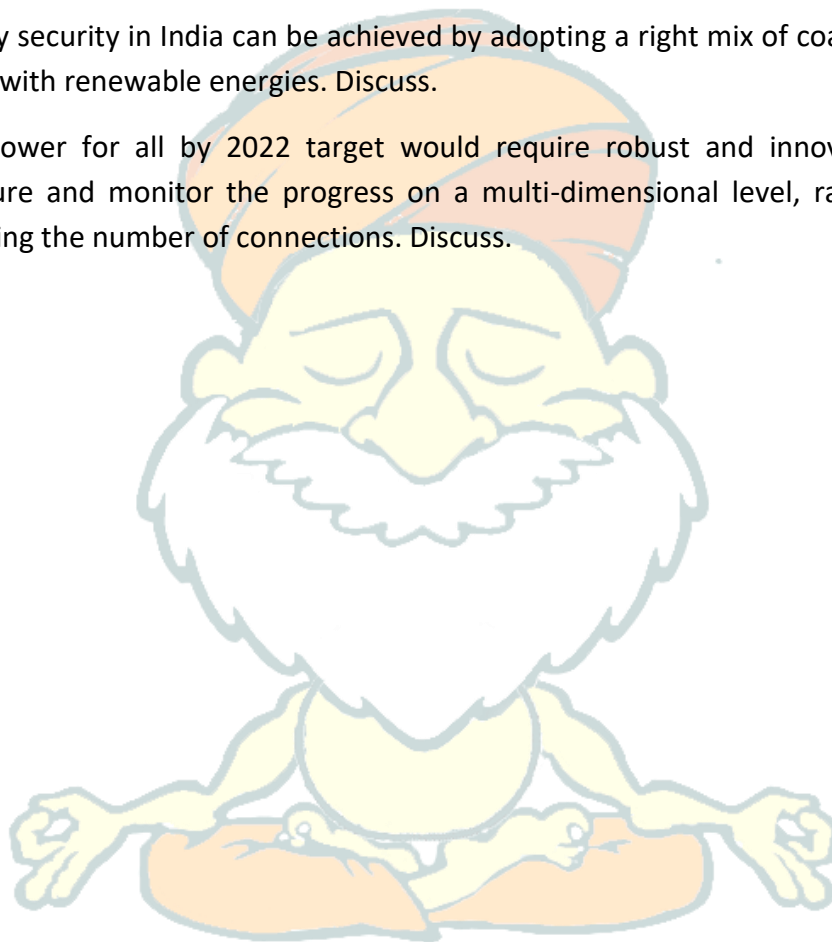 y security in India can be achieved by adopting a right mix of coa
with renewable energies. Discuss.
ower for all by 2022 target would require robust and innov
ure and monitor the progress on a multi-dimensional level, ra
ing the number of connections. Discuss.